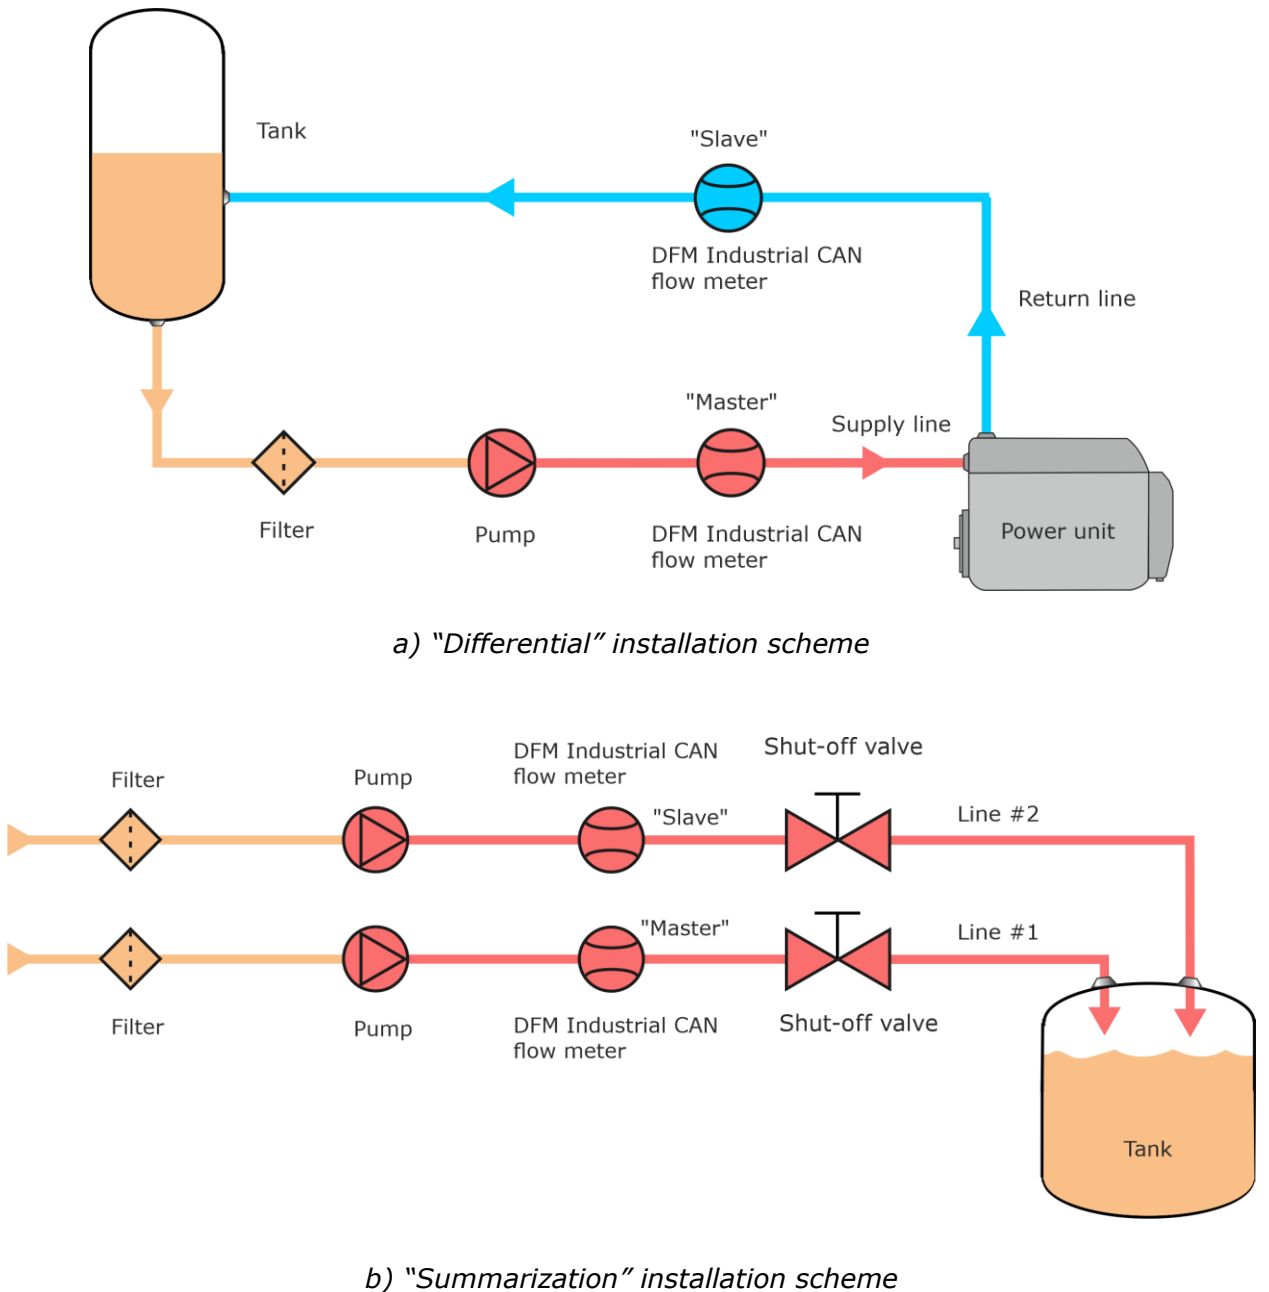 Tank
"Slave"
DFM Industrial CAN
flow meter
Return line
"Master"
Supply line
Filter
Pump
DFM Industrial CAN
flow meter
Power unit
a) “Differential” installation scheme
DFM Industrial CAN
flow meter
Shut-off valve
Filter
Pump
"Slave"
Line #2
"Master"
Line #1
Filter
Pump
DFM Industrial CAN
flow meter
Shut-off valve
Tank
b) “Summarization” installation scheme